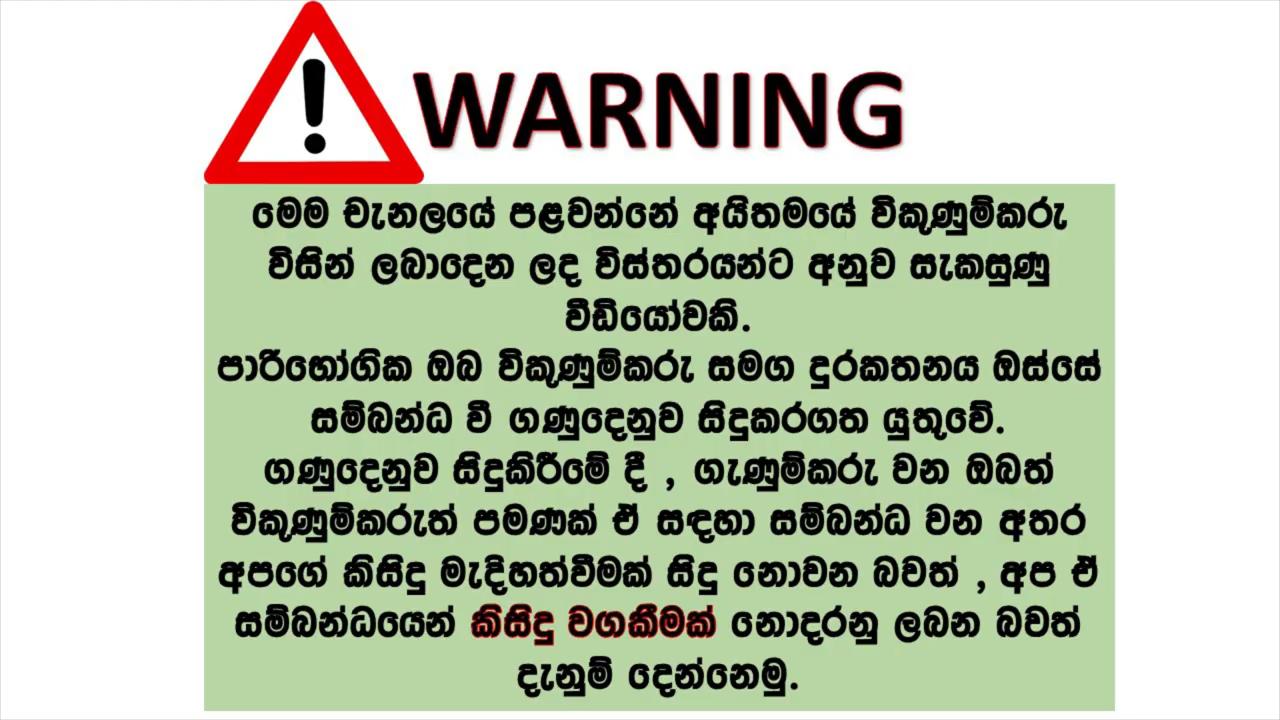 WARNING
මෙම චැනලයේ පළවන්නේ අයිතමයේ විකුණුම්කරු
විසින් ලබාදෙන ලද විස්තරයන්ට අනුව සැකසුණු
වීඩියෝවකි.
පාරිභෝගික ඔබ විකුණුම්කරු සමග දුරකතනය ඔස්සේ
සම්බන්ධ වී ගණුදෙනුව සිදුකරගත යුතුවේ.
ගණුදෙනුව සිදුකිරීමේ දී , ගැණුම්කරු වන ඔබත්
විකුණුම්කරුත් පමණක් ඒ සඳහා සම්බන්ධ වන අතර
අපගේ කිසිදු මැදිහත්වීමක් සිදු නොවන බවත් , අප ඒ
සම්බන්ධයෙන් කිසිදු වගකීමක් නොදරනු ලබන බවත්
දැනුම් දෙන්නෙමු.